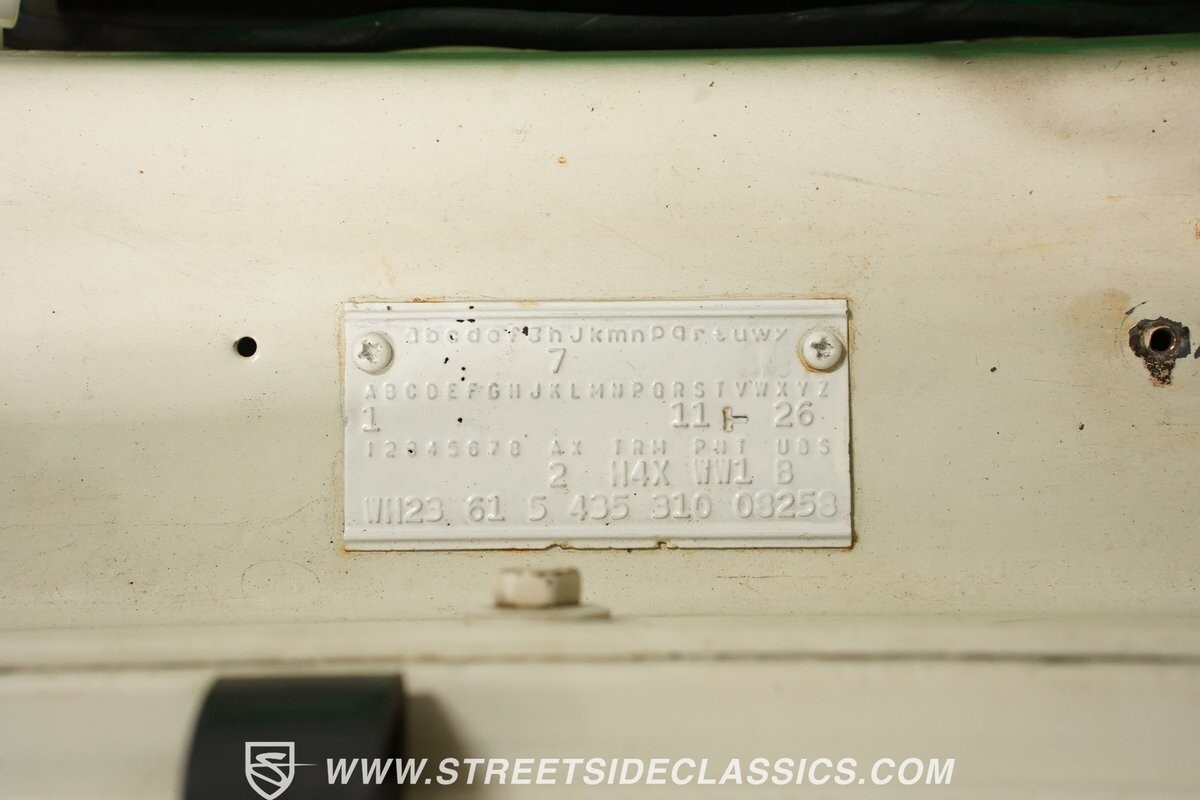 abcdefghJkmnpqrtuwy
7
ABCDEFGHJKLMNPQRSTVWXYZ
1 11 26
12345678 AX TRM PNT UBS
2 H4X WW1 B
WH23 61 5 435 310 08258
WWW.STREETSIDECLASSICS.COM